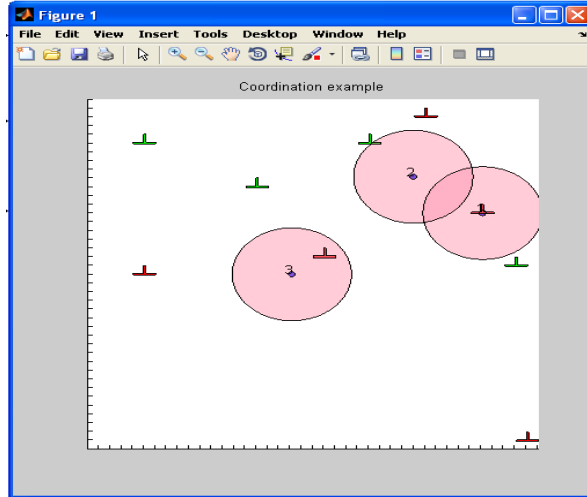 Figure 1
File Edit View Insert Tools Desktop Window Help
Coordination example
2
1
3